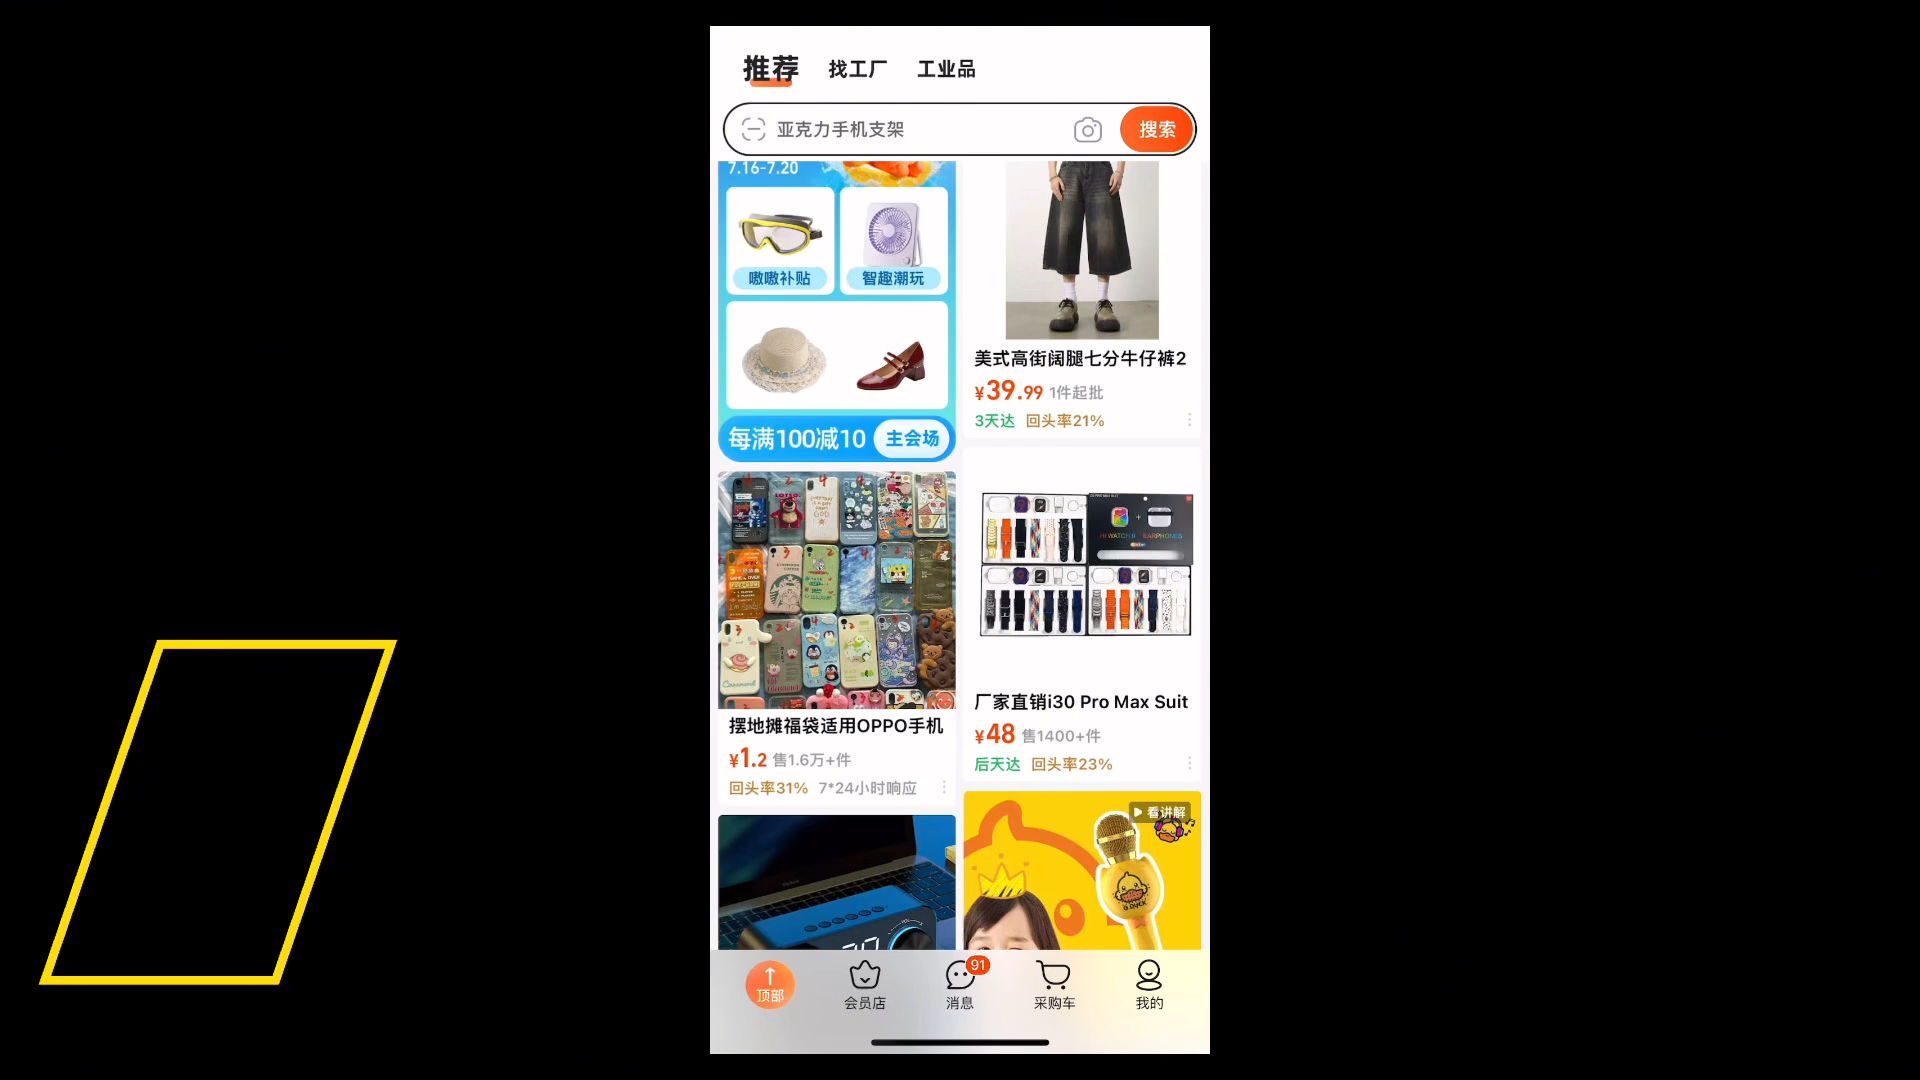 推荐 找工厂 工业品
亚克力手机支架 搜索
7.16-7.20
嗷嗷补贴 智趣潮玩
每满100减10 主会场
美式高街阔腿七分牛仔裤2
¥39.99 1件起批
3天达 回头率21%
摆地摊福袋适用OPPO手机
¥1.2 售1.6万+件
回头率31% 7*24小时响应
HI WATCH 9 EARPHONES
厂家直销i30 Pro Max Suit
¥48 售1400+件
后天达 回头率23%
看讲解
G.DUCK
顶部 会员店 消息 91 采购车 我的